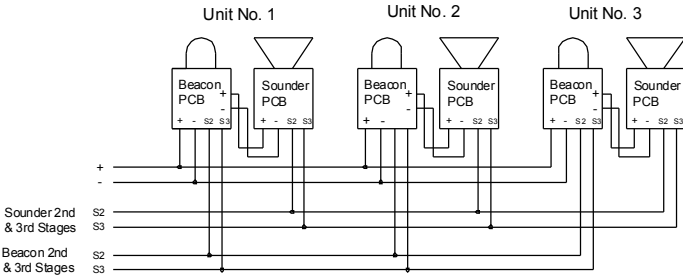 Unit No. 1
Unit No. 2
Unit No. 3
Beacon PCB
+
-
+ - S2 S3
Sounder PCB
+ - S2 S3
Beacon PCB
+
-
+ - S2 S3
Sounder PCB
+ - S2 S3
Beacon PCB
+
-
+ - S2 S3
Sounder PCB
+ - S2 S3
+
-
Sounder 2nd S2
& 3rd Stages S3
Beacon 2nd S2
& 3rd Stages S3